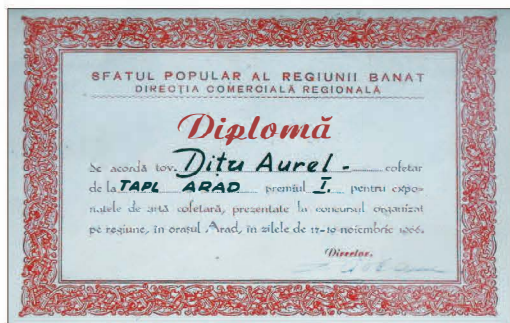 SFATUL POPULAR AL REGIUNII BANAT
DIRECȚIA COMERCIALĂ REGIONALĂ
Diplomă
Se acordă tov. Dițu Aurel - cofetar
de la TAPL ARAD premiul I. pentru expo-
natele de artă cofetară, prezentate la concursul organizat
pe regiune, în orașul Arad, în zilele de 17-19 noiembrie 1966.
Director,